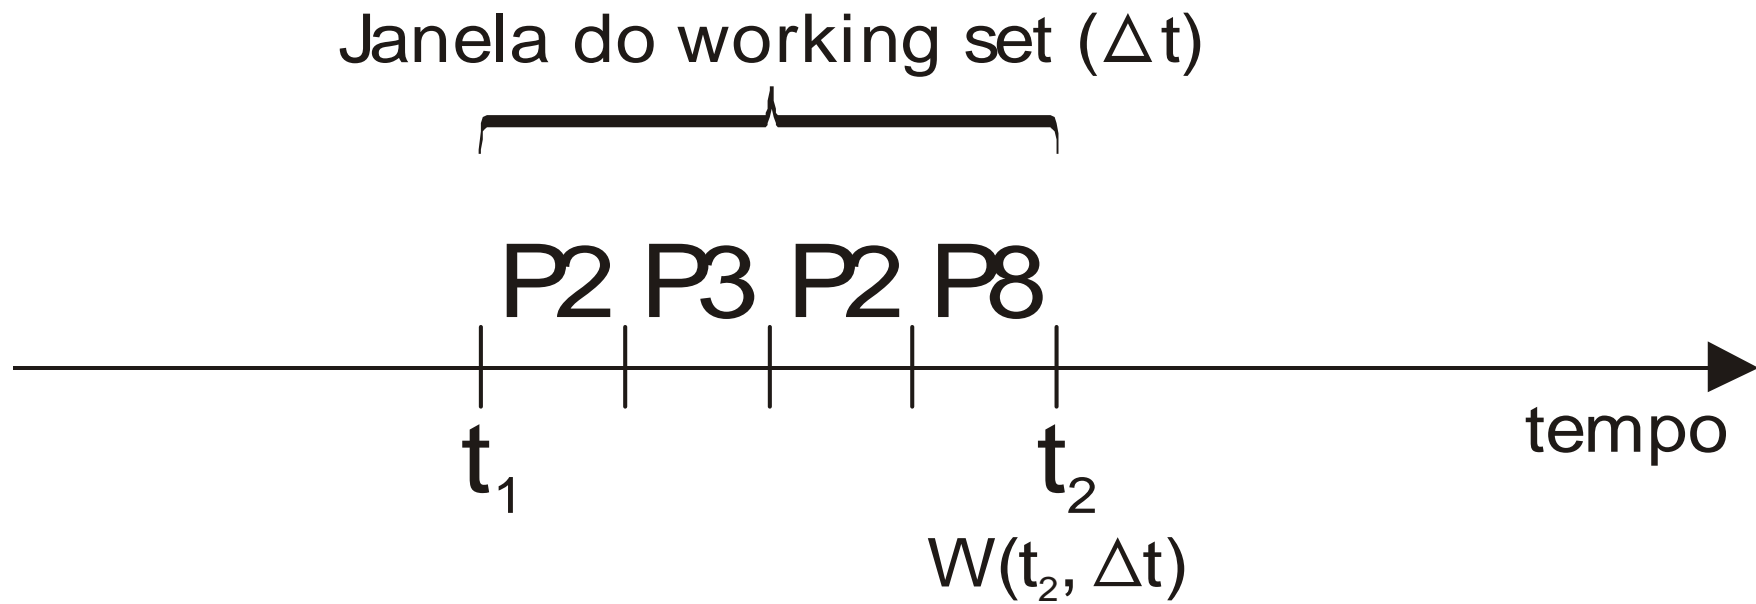 Janela do working set (Δt)
P2 P3 P2 P8
tempo
t₁ t₂
W(t₂, Δt)